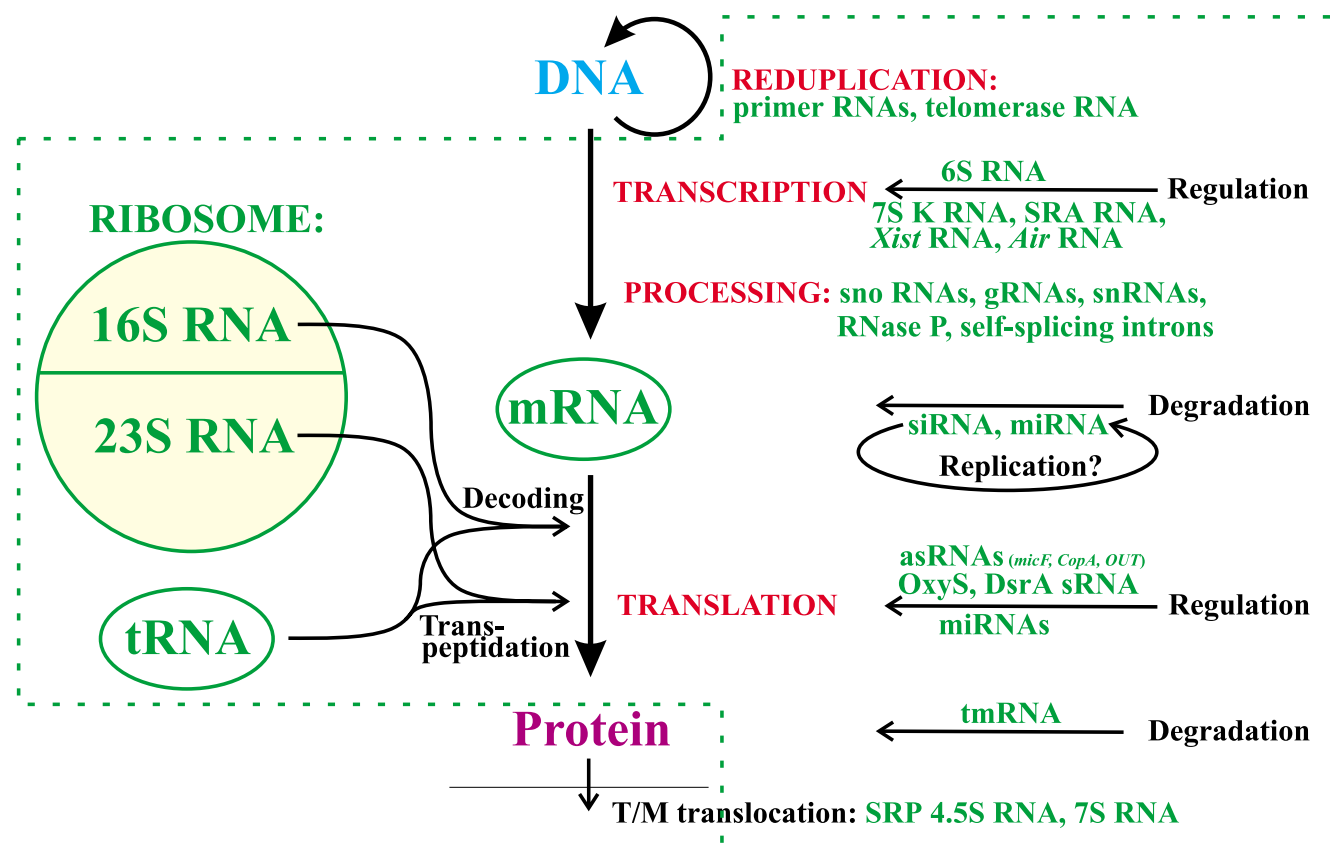 DNA
REDUPLICATION:
primer RNAs, telomerase RNA
TRANSCRIPTION
6S RNA
Regulation
7S K RNA, SRA RNA,
Xist RNA, Air RNA
RIBOSOME:
16S RNA
23S RNA
PROCESSING: sno RNAs, gRNAs, snRNAs,
RNase P, self-splicing introns
mRNA
Degradation
siRNA, miRNA
Replication?
Decoding
asRNAs (micF, CopA, OUT)
OxyS, DsrA sRNA
TRANSLATION
Regulation
miRNAs
tRNA
Trans-
peptidation
Protein
tmRNA
Degradation
T/M translocation: SRP 4.5S RNA, 7S RNA